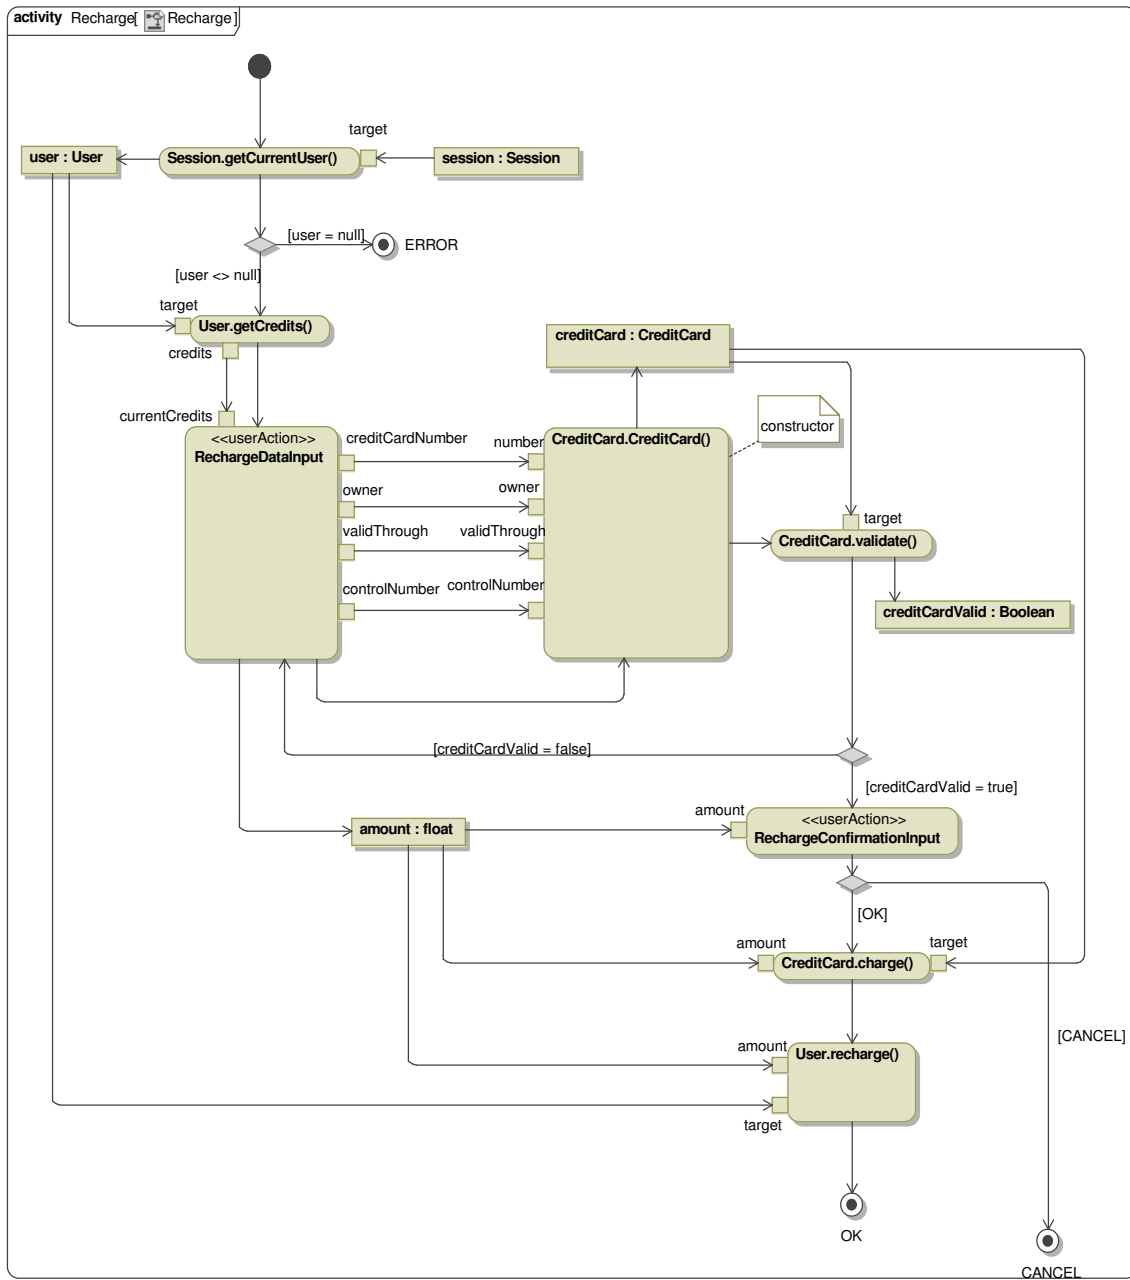 activity Recharge[ Recharge]
target
user : User
Session.getCurrentUser()
session : Session
[user = null]
ERROR
[user <> null]
target
User.getCredits()
credits
creditCard : CreditCard
constructor
currentCredits
<<userAction>>
RechargeDataInput
creditCardNumber
number
CreditCard.CreditCard()
owner
owner
validThrough
validThrough
controlNumber
controlNumber
target
CreditCard.validate()
creditCardValid : Boolean
[creditCardValid = false]
[creditCardValid = true]
amount : float
amount
<<userAction>>
RechargeConfirmationInput
[OK]
amount
target
CreditCard.charge()
[CANCEL]
amount
User.recharge()
target
OK
CANCEL